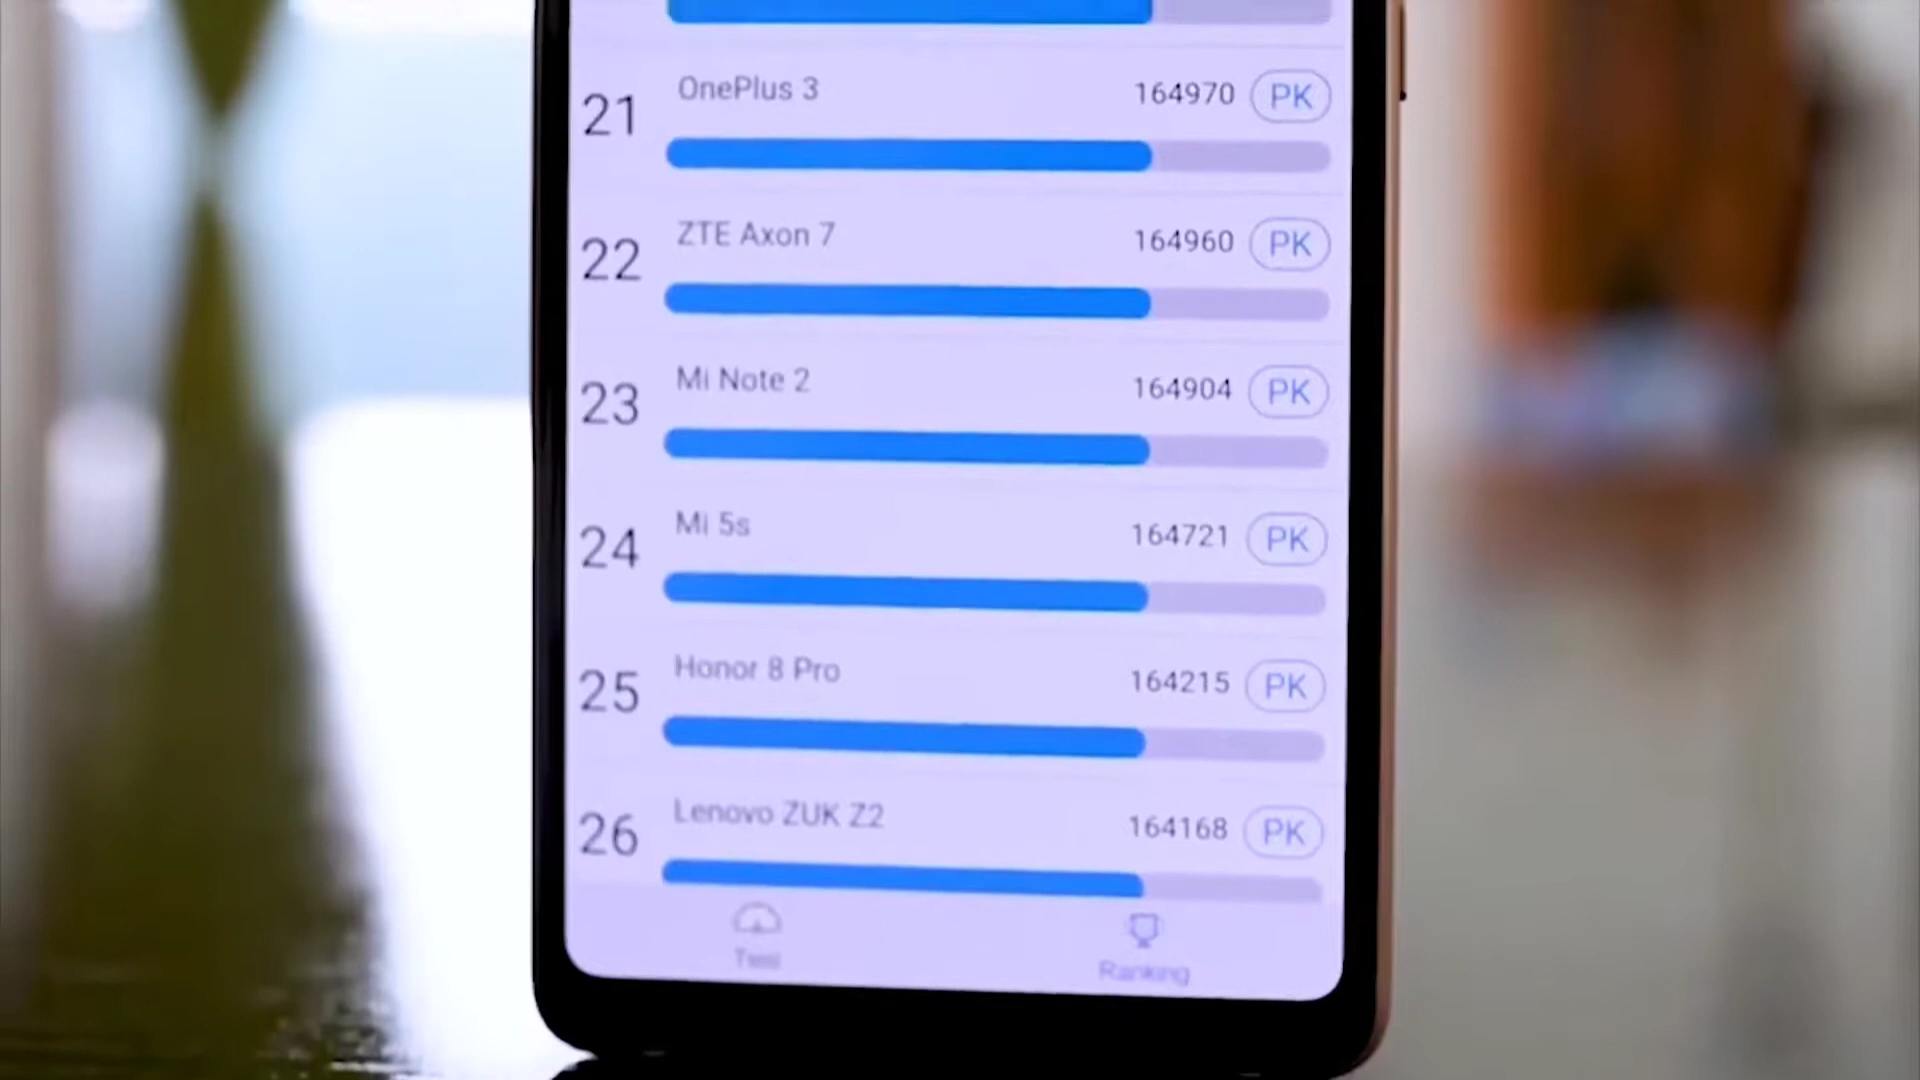 21 OnePlus 3 164970 PK
22 ZTE Axon 7 164960 PK
23 Mi Note 2 164904 PK
24 Mi 5s 164721 PK
25 Honor 8 Pro 164215 PK
26 Lenovo ZUK Z2 164168 PK
Test Ranking